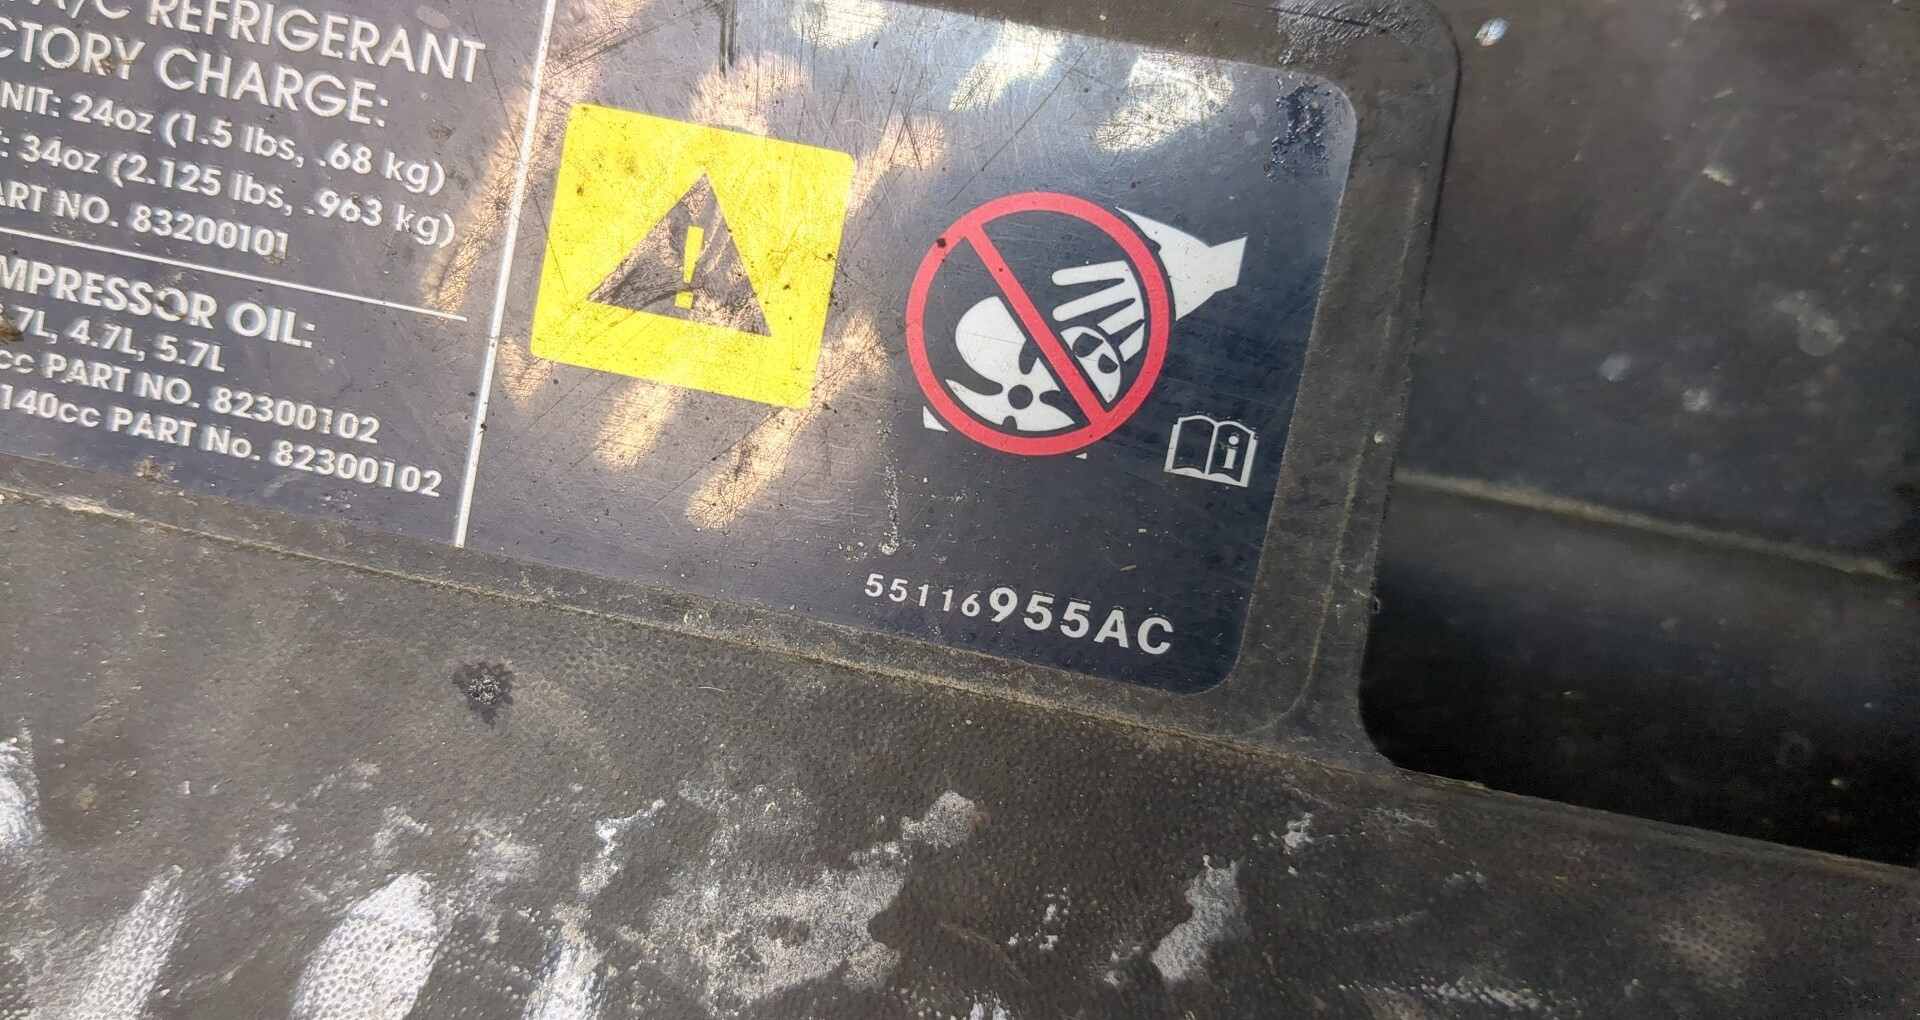 A/C REFRIGERANT
CTORY CHARGE:
NIT: 24oz (1.5 lbs, .68 kg)
: 34oz (2.125 lbs, .963 kg)
ART NO. 83200101
MPRESSOR OIL:
.7L, 4.7L, 5.7L
cc PART NO. 82300102
140cc PART No. 82300102
!
i
55116955AC